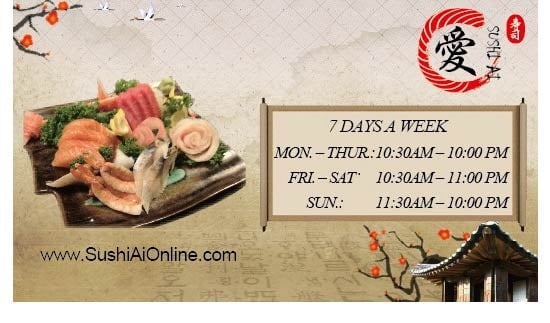 寿司
SUSHI-AI
愛
7 DAYS A WEEK
MON. – THUR.: 10:30AM – 10:00 PM
FRI. – SAT 10:30AM – 11:00 PM
SUN.: 11:30AM – 10:00 PM
www.SushiAiOnline.com